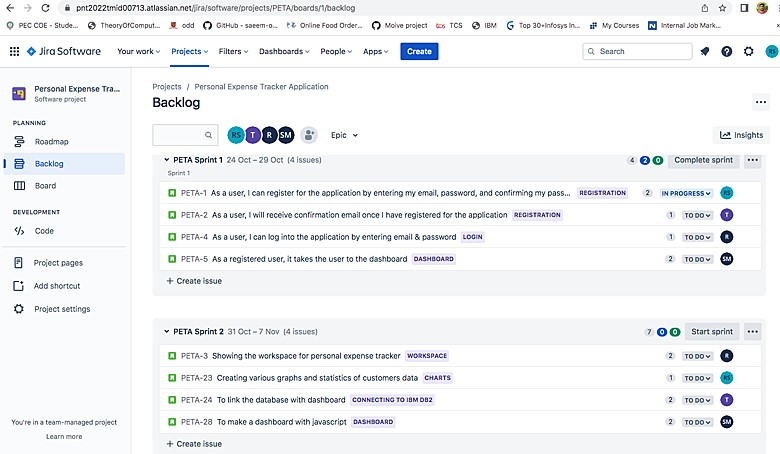 pnt2022tmid00713.atlassian.net/jira/software/projects/PETA/boards/1/backlog
PEC COE - Stude... TheoryOfComput... odd GitHub - saeem-o... Online Food Order... Moive project TCS IBM Top 30+Infosys In... My Courses Internal Job Mark...
Jira Software Your work Projects Filters Dashboards People Apps Create Search RS
Personal Expense Tra...
Software project
PLANNING
Roadmap
Backlog
Board
DEVELOPMENT
Code
Project pages
Add shortcut
Project settings
You're in a team-managed project
Learn more
Projects / Personal Expense Tracker Application
Backlog
RS T R SM Epic Insights
PETA Sprint 1 24 Oct – 29 Oct (4 issues) 4 2 0 Complete sprint
Sprint 1
PETA-1 As a user, I can register for the application by entering my email, password, and confirming my pass... REGISTRATION 2 IN PROGRESS RS
PETA-2 As a user, I will receive confirmation email once I have registered for the application REGISTRATION 1 TO DO T
PETA-4 As a user, I can log into the application by entering email & password LOGIN 1 TO DO R
PETA-5 As a registered user, it takes the user to the dashboard DASHBOARD 2 TO DO SM
+ Create issue
PETA Sprint 2 31 Oct – 7 Nov (4 issues) 7 0 0 Start sprint
PETA-3 Showing the workspace for personal expense tracker WORKSPACE 2 TO DO R
PETA-23 Creating various graphs and statistics of customers data CHARTS 1 TO DO RS
PETA-24 To link the database with dashboard CONNECTING TO IBM DB2 2 TO DO T
PETA-28 To make a dashboard with javascript DASHBOARD 2 TO DO SM
+ Create issue